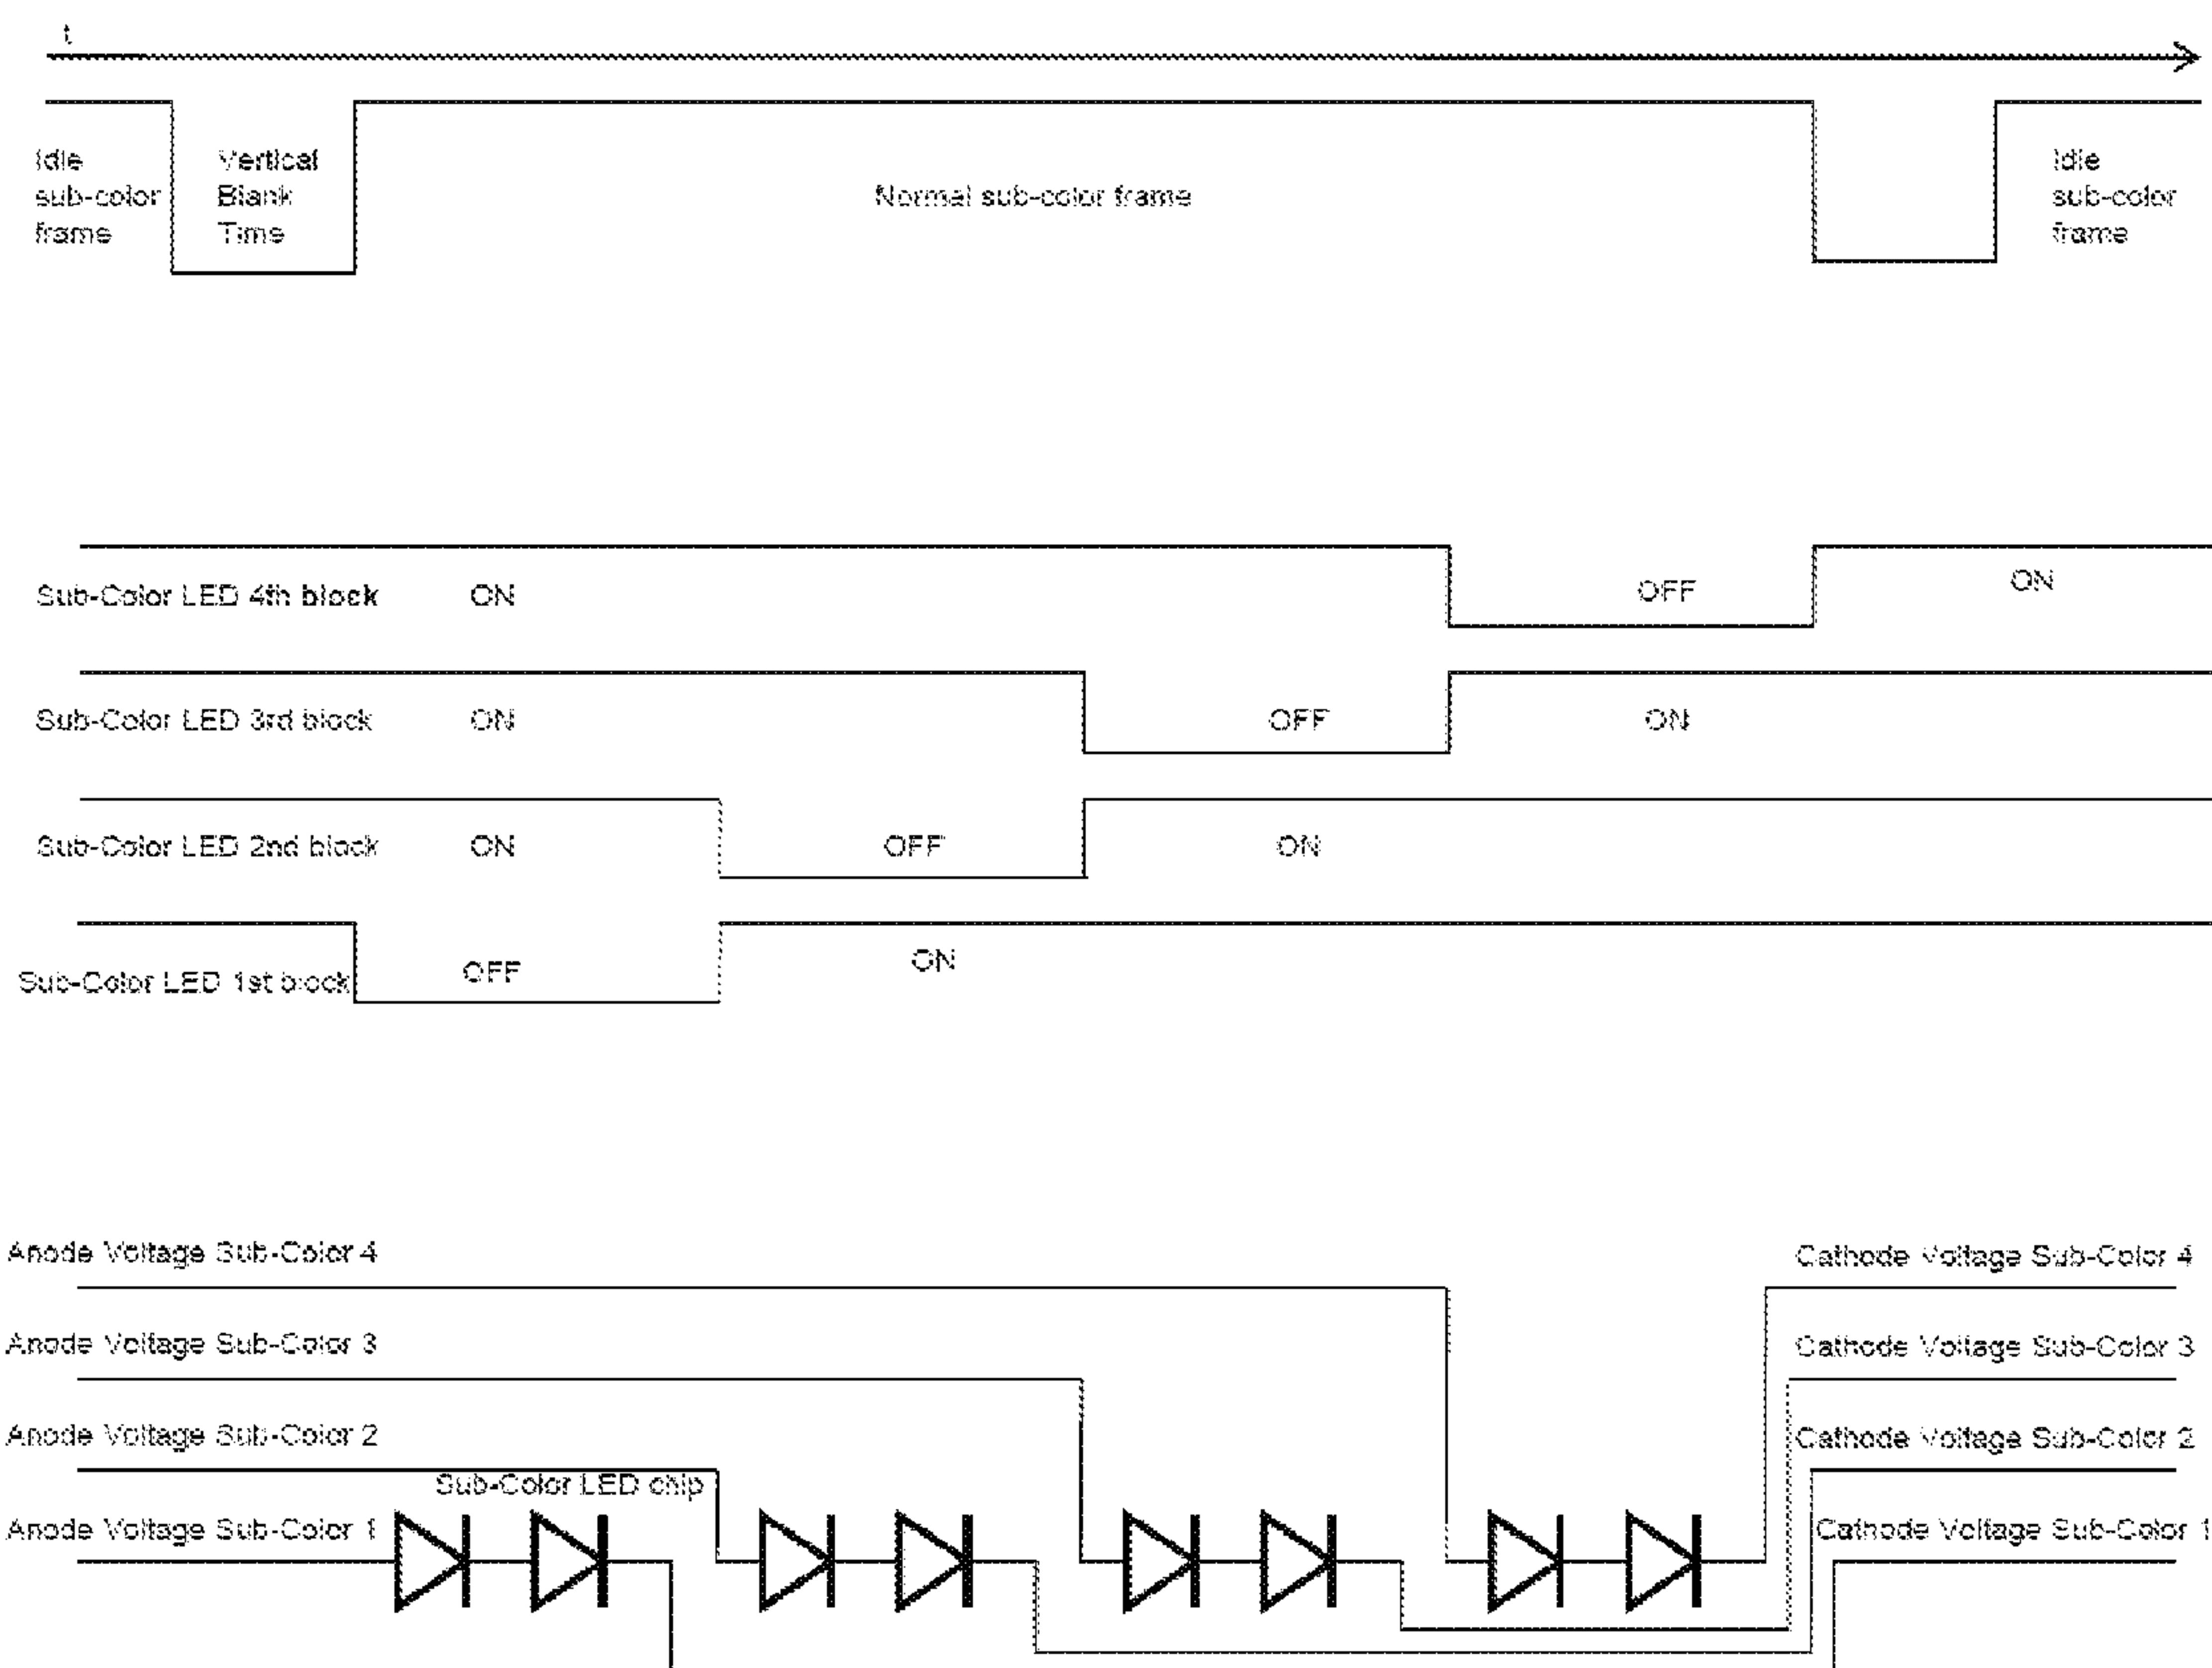 t
Idle
sub-color
frame
Vertical
Blank
Time
Normal sub-color frame
Idle
sub-color
frame
Sub-Color LED 4th block ON OFF ON
Sub-Color LED 3rd block ON OFF ON
Sub-Color LED 2nd block ON OFF ON
Sub-Color LED 1st block OFF ON
Anode Voltage Sub-Color 4 Cathode Voltage Sub-Color 4
Anode Voltage Sub-Color 3 Cathode Voltage Sub-Color 3
Anode Voltage Sub-Color 2 Cathode Voltage Sub-Color 2
Sub-Color LED chip
Anode Voltage Sub-Color 1 Cathode Voltage Sub-Color 1